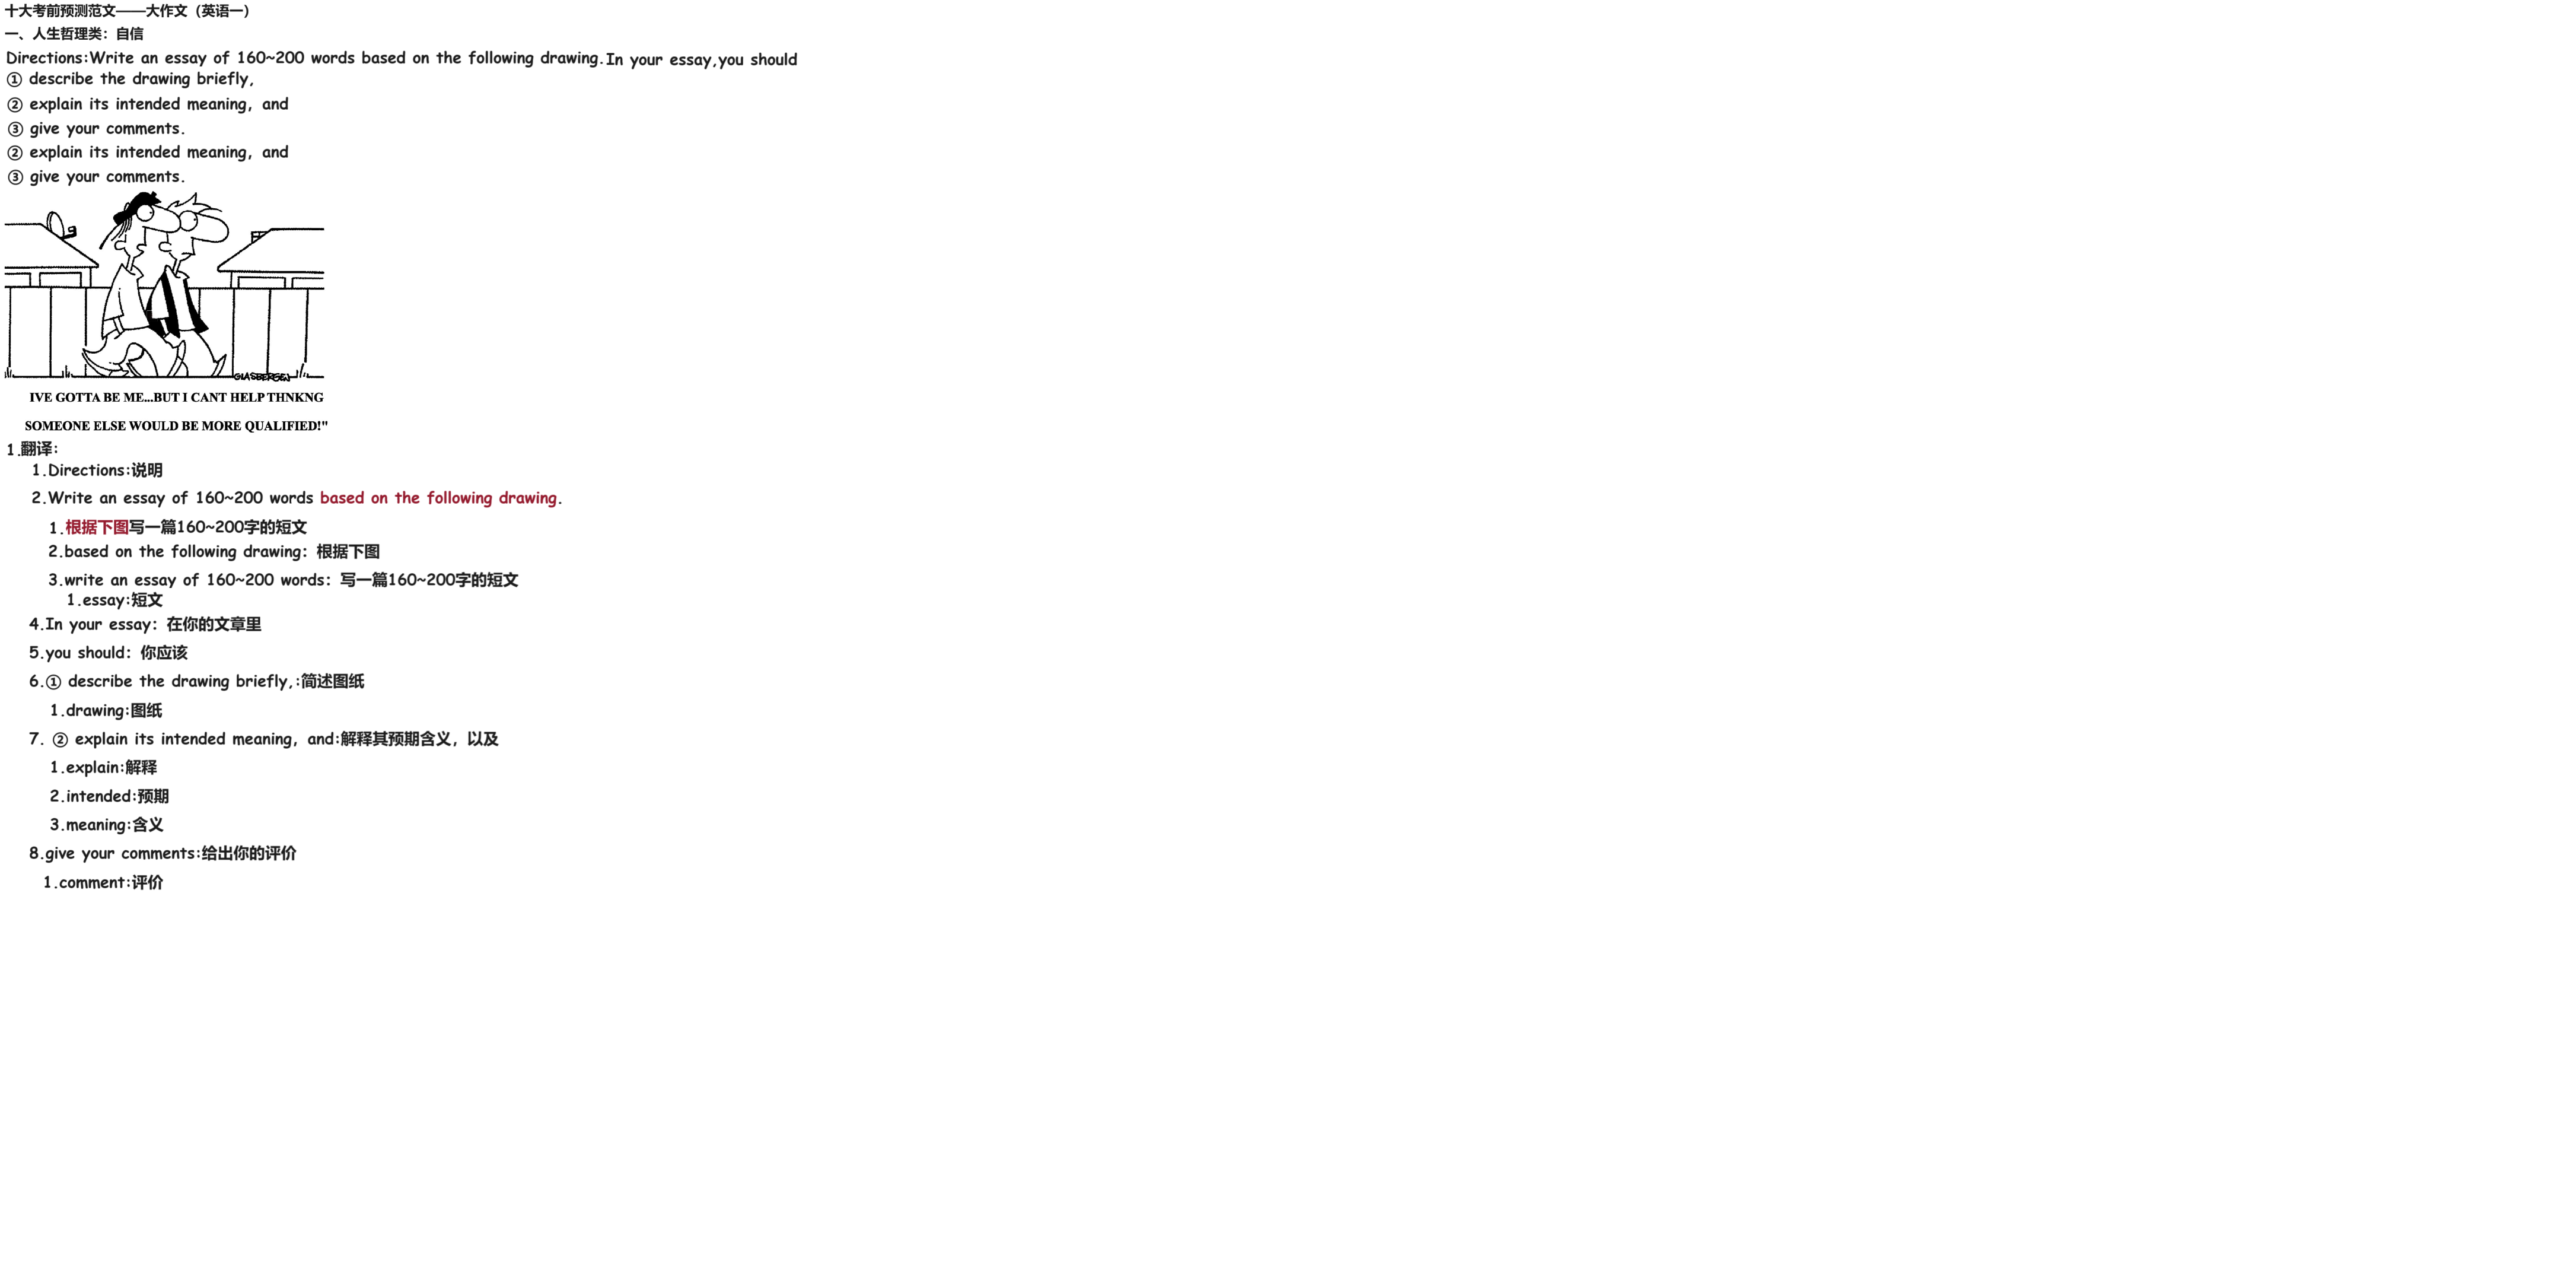 十大考前预测范文——大作文（英语一）
一、人生哲理类：自信
Directions:Write an essay of 160~200 words based on the following drawing.In your essay,you should
① describe the drawing briefly,
② explain its intended meaning, and
③ give your comments.
② explain its intended meaning, and
③ give your comments.
GLASBERGEN
IVE GOTTA BE ME...BUT I CANT HELP THNKNG
SOMEONE ELSE WOULD BE MORE QUALIFIED!"
1.翻译：
1.Directions:说明
2.Write an essay of 160~200 words based on the following drawing.
1.根据下图写一篇160~200字的短文
2.based on the following drawing：根据下图
3.write an essay of 160~200 words：写一篇160~200字的短文
1.essay:短文
4.In your essay：在你的文章里
5.you should：你应该
6.① describe the drawing briefly,:简述图纸
1.drawing:图纸
7. ② explain its intended meaning, and:解释其预期含义，以及
1.explain:解释
2.intended:预期
3.meaning:含义
8.give your comments:给出你的评价
1.comment:评价